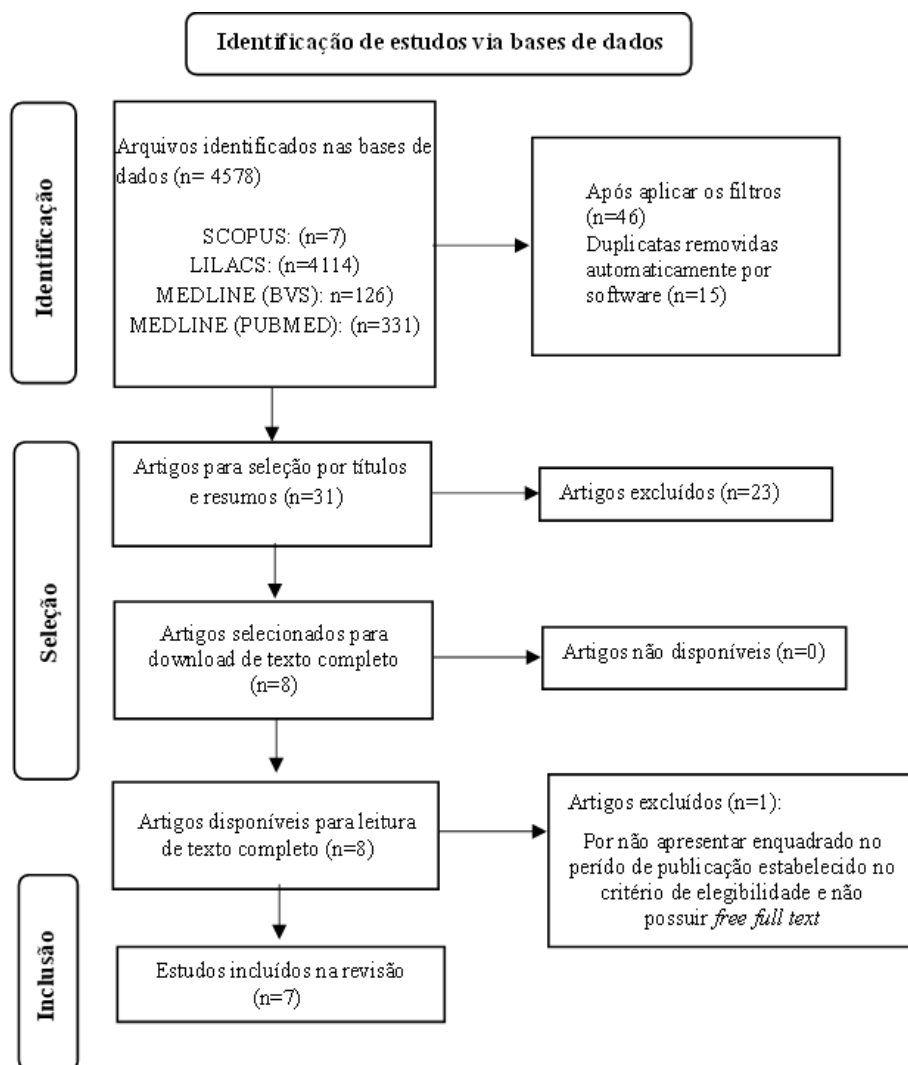 Identificação de estudos via bases de dados
Identificação
Arquivos identificados nas bases de
dados (n= 4578)
SCOPUS: (n=7)
LILACS: (n=4114)
MEDLINE (BVS): n=126)
MEDLINE (PUBMED): (n=331)
Após aplicar os filtros
(n=46)
Duplicatas removidas
automaticamente por
software (n=15)
Seleção
Artigos para seleção por títulos
e resumos (n=31)
Artigos excluídos (n=23)
Artigos selecionados para
download de texto completo
(n=8)
Artigos não disponíveis (n=0)
Artigos disponíveis para leitura
de texto completo (n=8)
Artigos excluídos (n=1):
Por não apresentar enquadrado no
perído de publicação estabelecido no
critério de elegibilidade e não
possuir free full text
Inclusão
Estudos incluídos na revisão
(n=7)